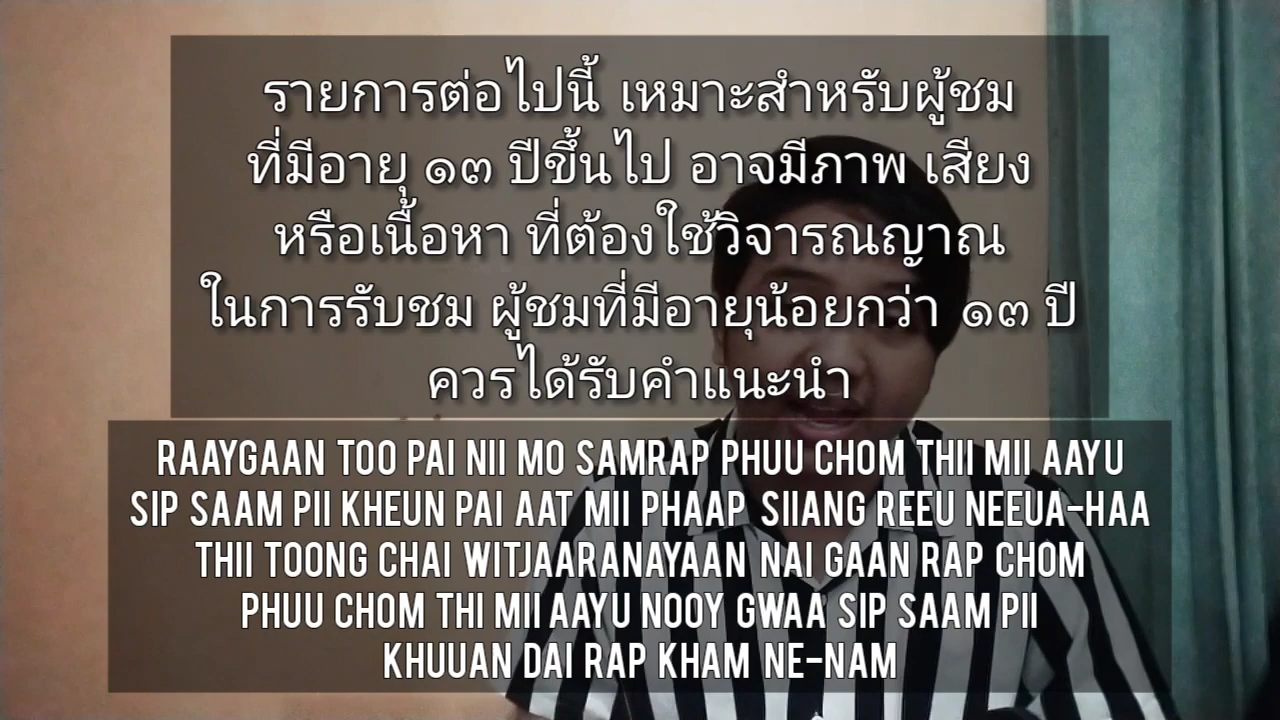 รายการต่อไปนี้ เหมาะสำหรับผู้ชม
ที่มีอายุ ๑๓ ปีขึ้นไป อาจมีภาพ เสียง
หรือเนื้อหา ที่ต้องใช้วิจารณญาณ
ในการรับชม ผู้ชมที่มีอายุน้อยกว่า ๑๓ ปี
ควรได้รับคำแนะนำ
RAAYGAAN TOO PAI NII MO SAMRAP PHUU CHOM THII MII AAYU
SIP SAAM PII KHEUN PAI AAT MII PHAAP SIIANG REEU NEEUA-HAA
THII TOONG CHAI WITJAARANAYAAN NAI GAAN RAP CHOM
PHUU CHOM THI MII AAYU NOOY GWAA SIP SAAM PII
KHUUAN DAI RAP KHAM NE-NAM